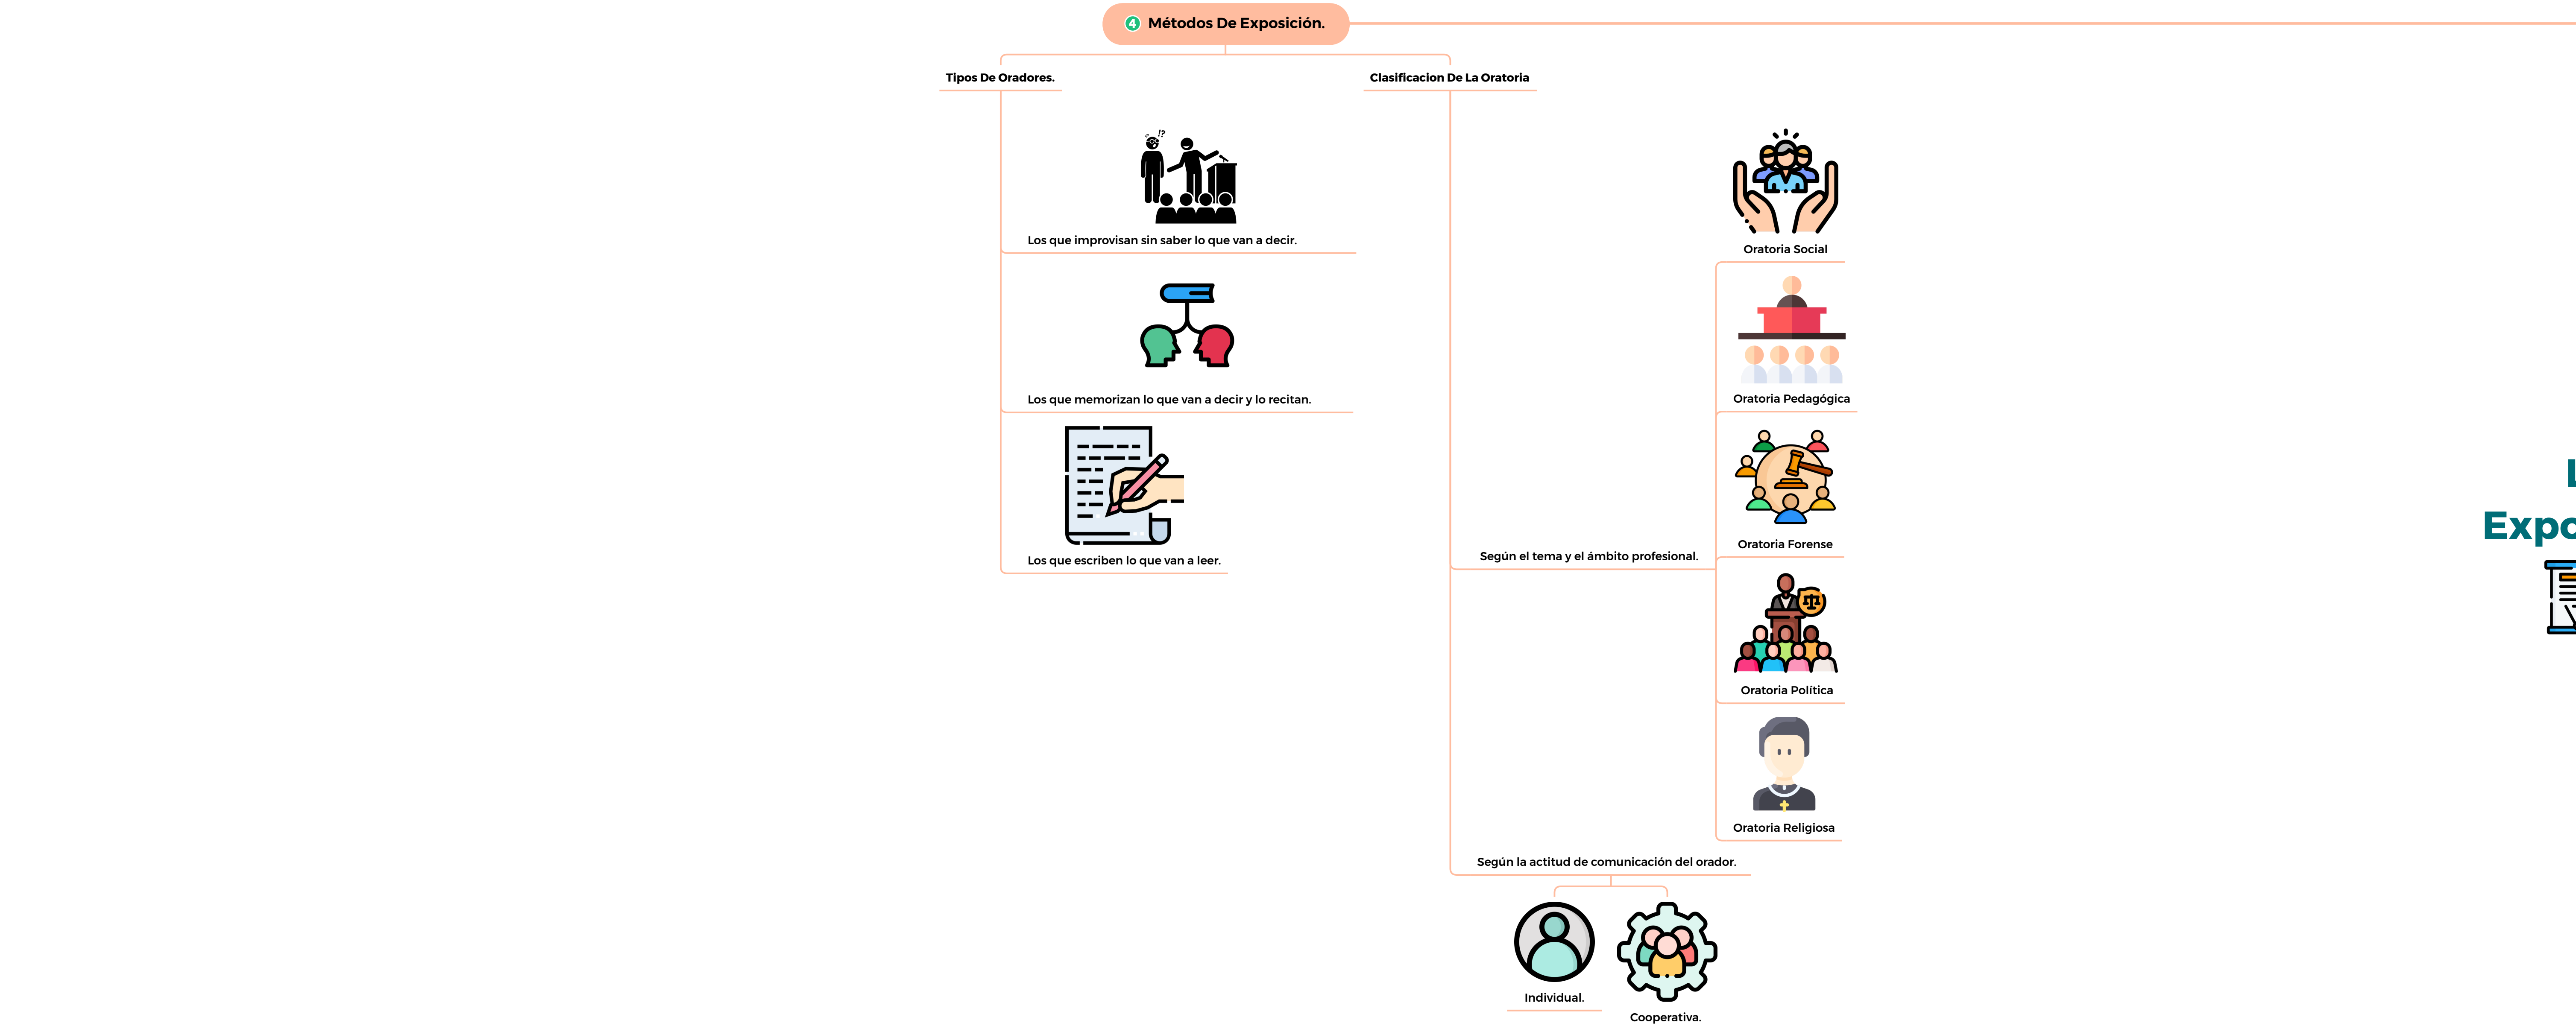 4 Métodos De Exposición.
Tipos De Oradores.
!?
Los que improvisan sin saber lo que van a decir.
Los que memorizan lo que van a decir y lo recitan.
Los que escriben lo que van a leer.
Clasificacion De La Oratoria
Según el tema y el ámbito profesional.
Oratoria Social
Oratoria Pedagógica
Oratoria Forense
Oratoria Política
Oratoria Religiosa
Según la actitud de comunicación del orador.
Individual.
Cooperativa.